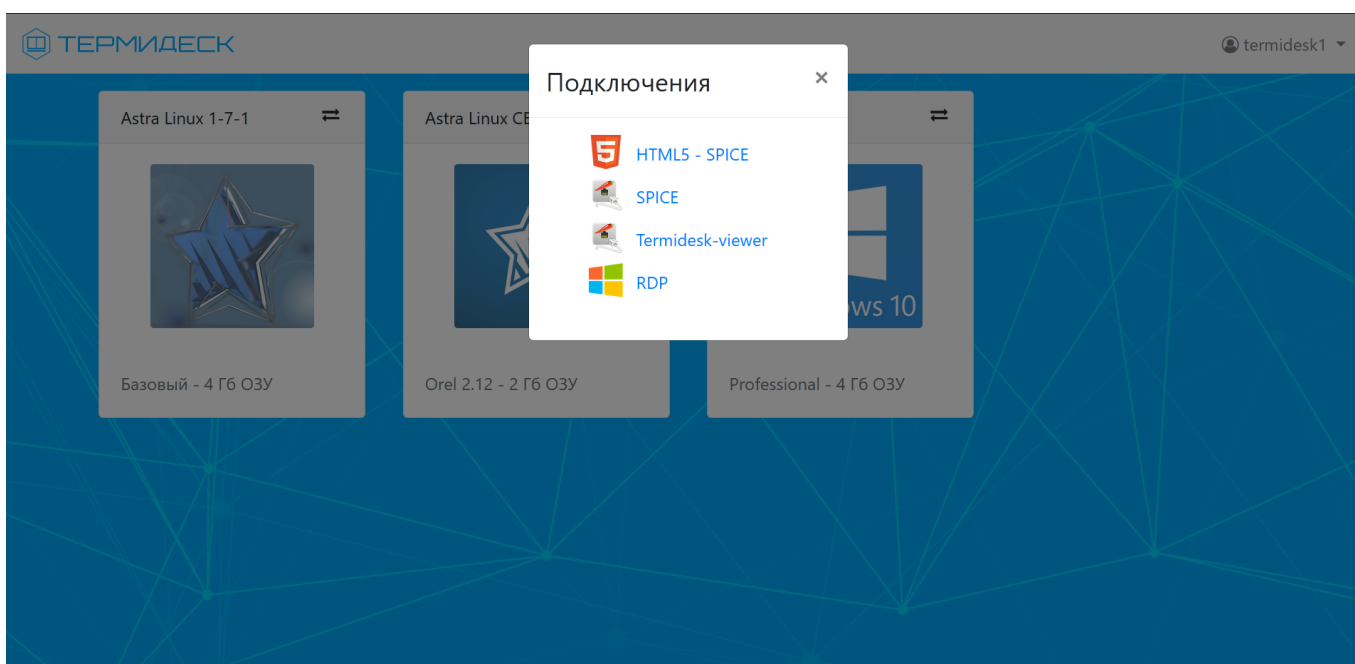 ТЕРМИДЕСК
termidesk1
Подключения
×
HTML5 - SPICE
SPICE
Termidesk-viewer
RDP
Astra Linux 1-7-1
Базовый - 4 Гб ОЗУ
Astra Linux CE
Orel 2.12 - 2 Гб ОЗУ
ws 10
Professional - 4 Гб ОЗУ